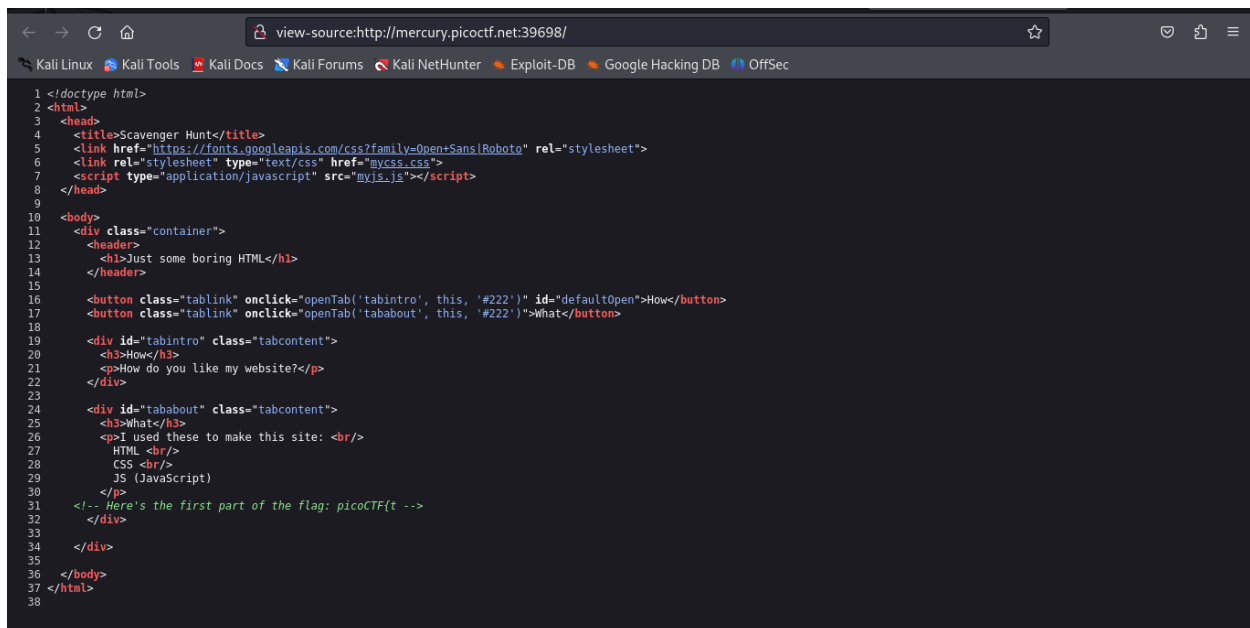 view-source:http://mercury.picoctf.net:39698/
Kali Linux Kali Tools Kali Docs Kali Forums Kali NetHunter Exploit-DB Google Hacking DB OffSec
1 <!doctype html>
2 <html>
3 <head>
4 <title>Scavenger Hunt</title>
5 <link href="https://fonts.googleapis.com/css?family=Open+Sans|Roboto" rel="stylesheet">
6 <link rel="stylesheet" type="text/css" href="mycss.css">
7 <script type="application/javascript" src="myjs.js"></script>
8 </head>
9
10 <body>
11 <div class="container">
12 <header>
13 <h1>Just some boring HTML</h1>
14 </header>
15
16 <button class="tablink" onclick="openTab('tabintro', this, '#222')" id="defaultOpen">How</button>
17 <button class="tablink" onclick="openTab('tababout', this, '#222')">What</button>
18
19 <div id="tabintro" class="tabcontent">
20 <h3>How</h3>
21 <p>How do you like my website?</p>
22 </div>
23
24 <div id="tababout" class="tabcontent">
25 <h3>What</h3>
26 <p>I used these to make this site: <br/>
27 HTML <br/>
28 CSS <br/>
29 JS (JavaScript)
30 </p>
31 <!-- Here's the first part of the flag: picoCTF{t -->
32 </div>
33
34 </div>
35
36 </body>
37 </html>
38